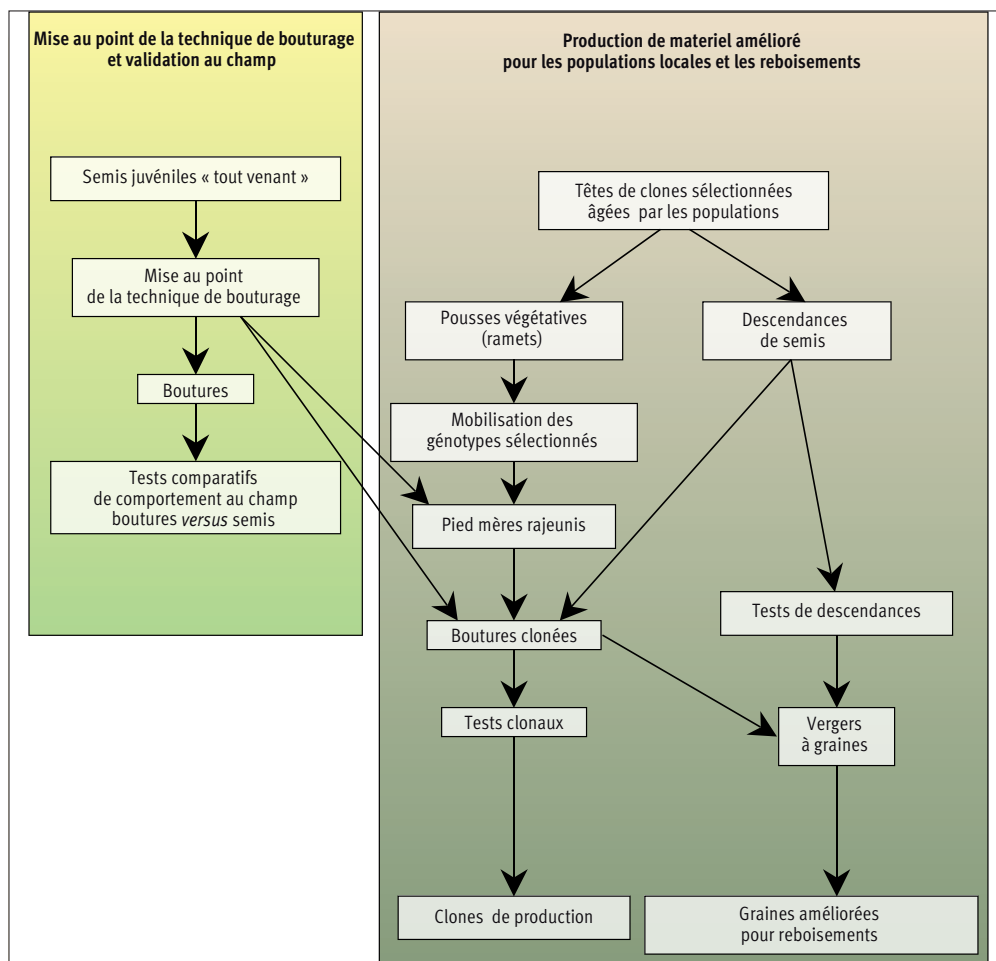 Mise au point de la technique de bouturage
et validation au champ
Semis juvéniles « tout venant »
Mise au point
de la technique de bouturage
Boutures
Tests comparatifs
de comportement au champ
boutures versus semis
Production de materiel amélioré
pour les populations locales et les reboisements
Têtes de clones sélectionnées
âgées par les populations
Pousses végétatives
(ramets)
Descendances
de semis
Mobilisation des
génotypes sélectionnés
Pied mères rajeunis
Boutures clonées
Tests de descendances
Tests clonaux
Vergers
à graines
Clones de production
Graines améliorées
pour reboisements